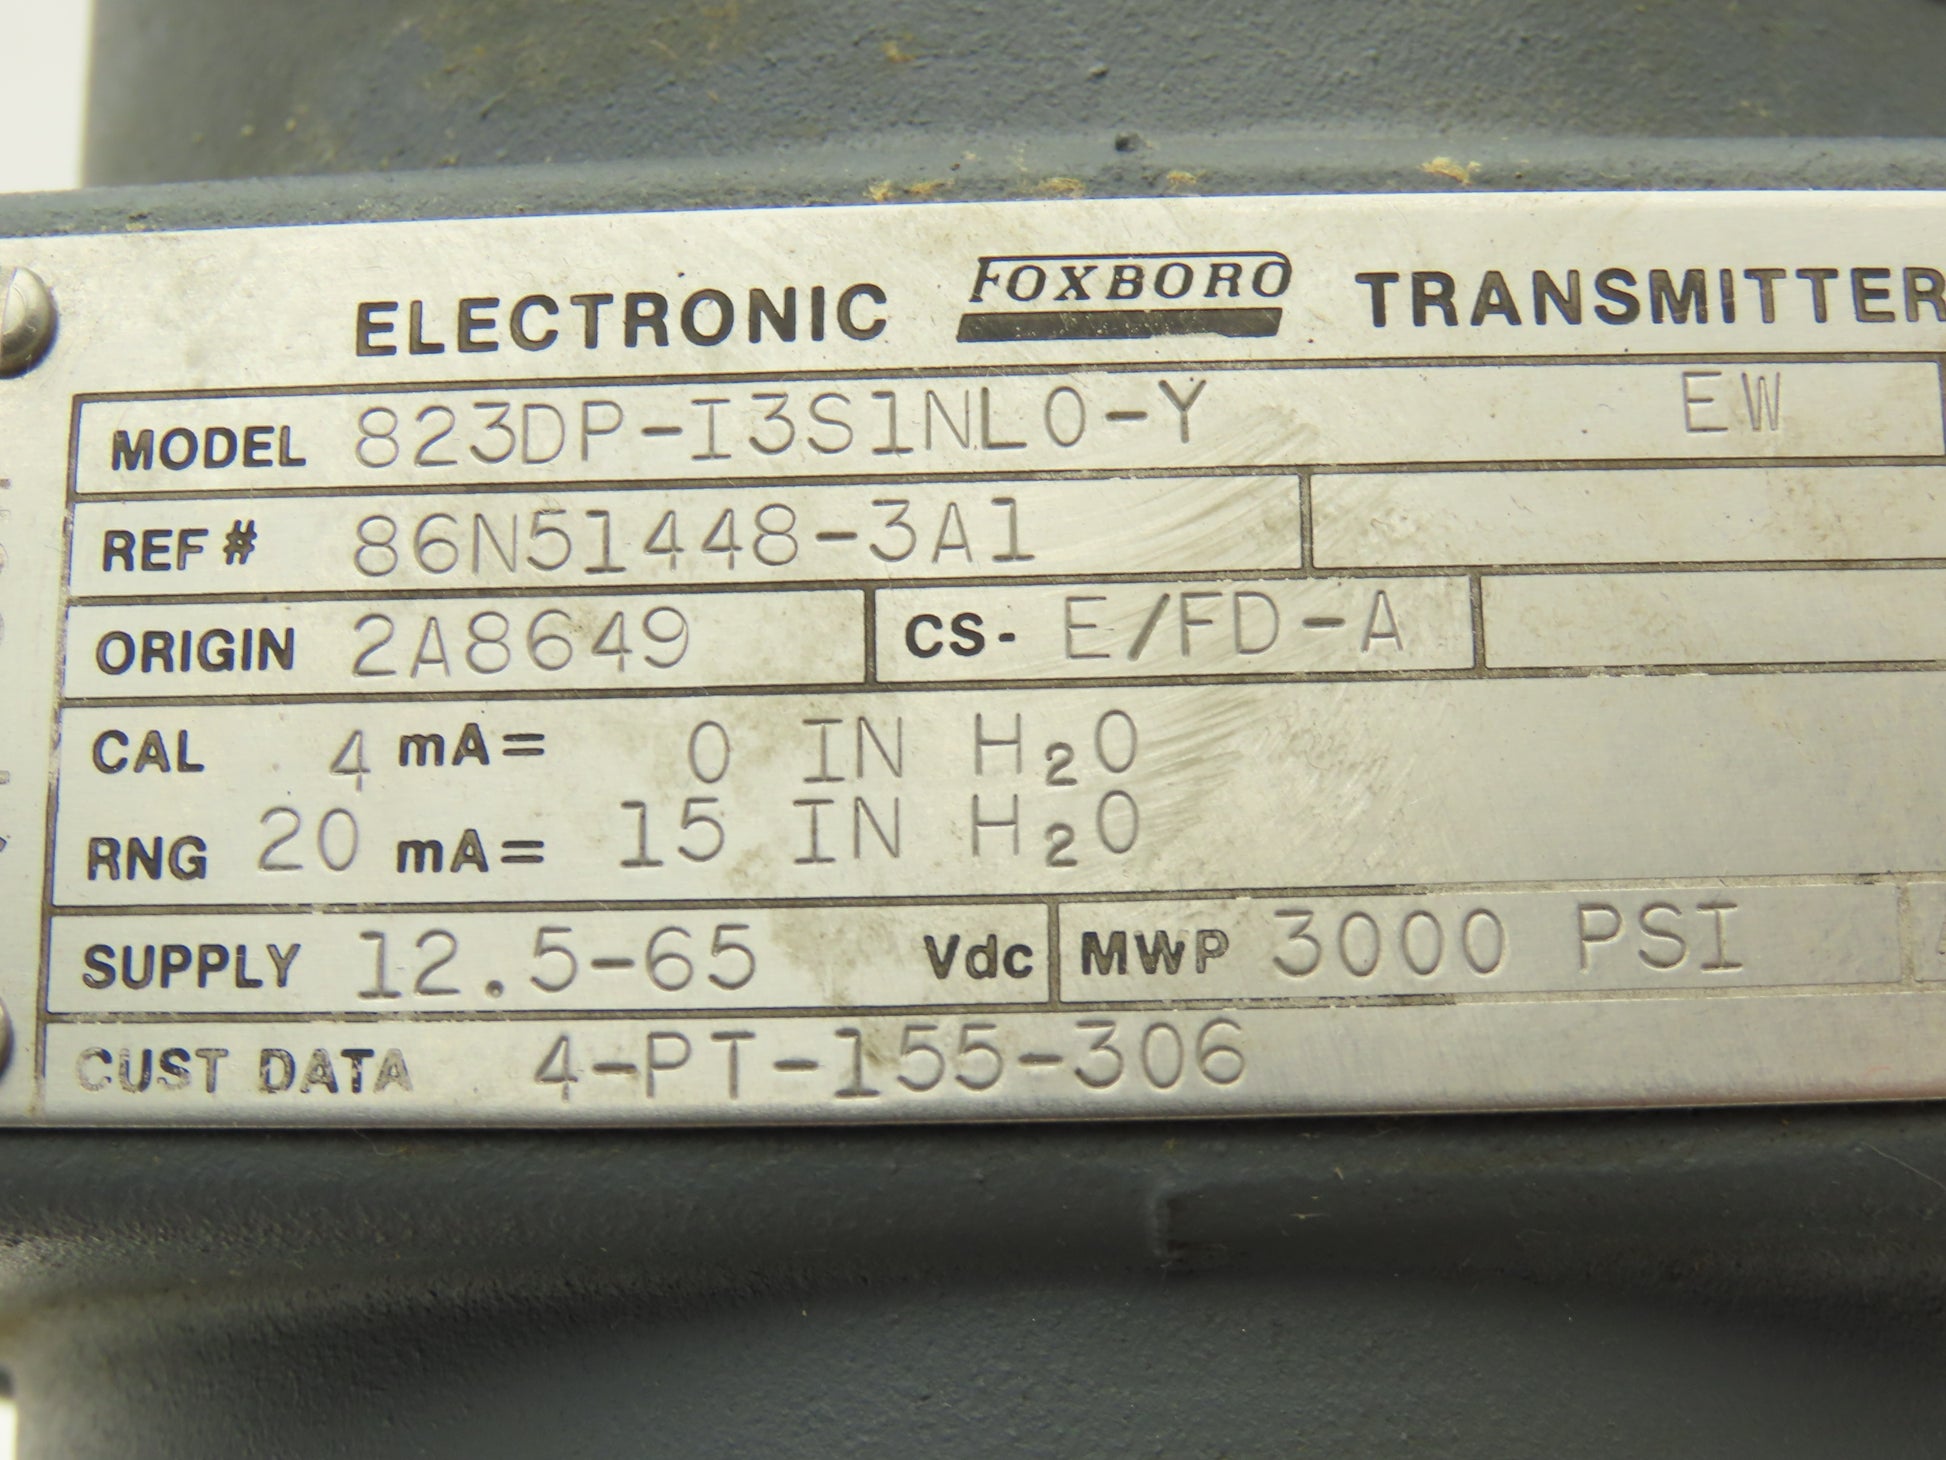 ELECTRONIC FOXBORO TRANSMITTER
MODEL 823DP-I3S1NL0-Y EW
REF# 86N51448-3A1
ORIGIN 2A8649 CS- E/FD-A
CAL 4 mA= 0 IN H₂O
RNG 20 mA= 15 IN H₂O
SUPPLY 12.5-65 Vdc MWP 3000 PSI
CUST DATA 4-PT-155-306